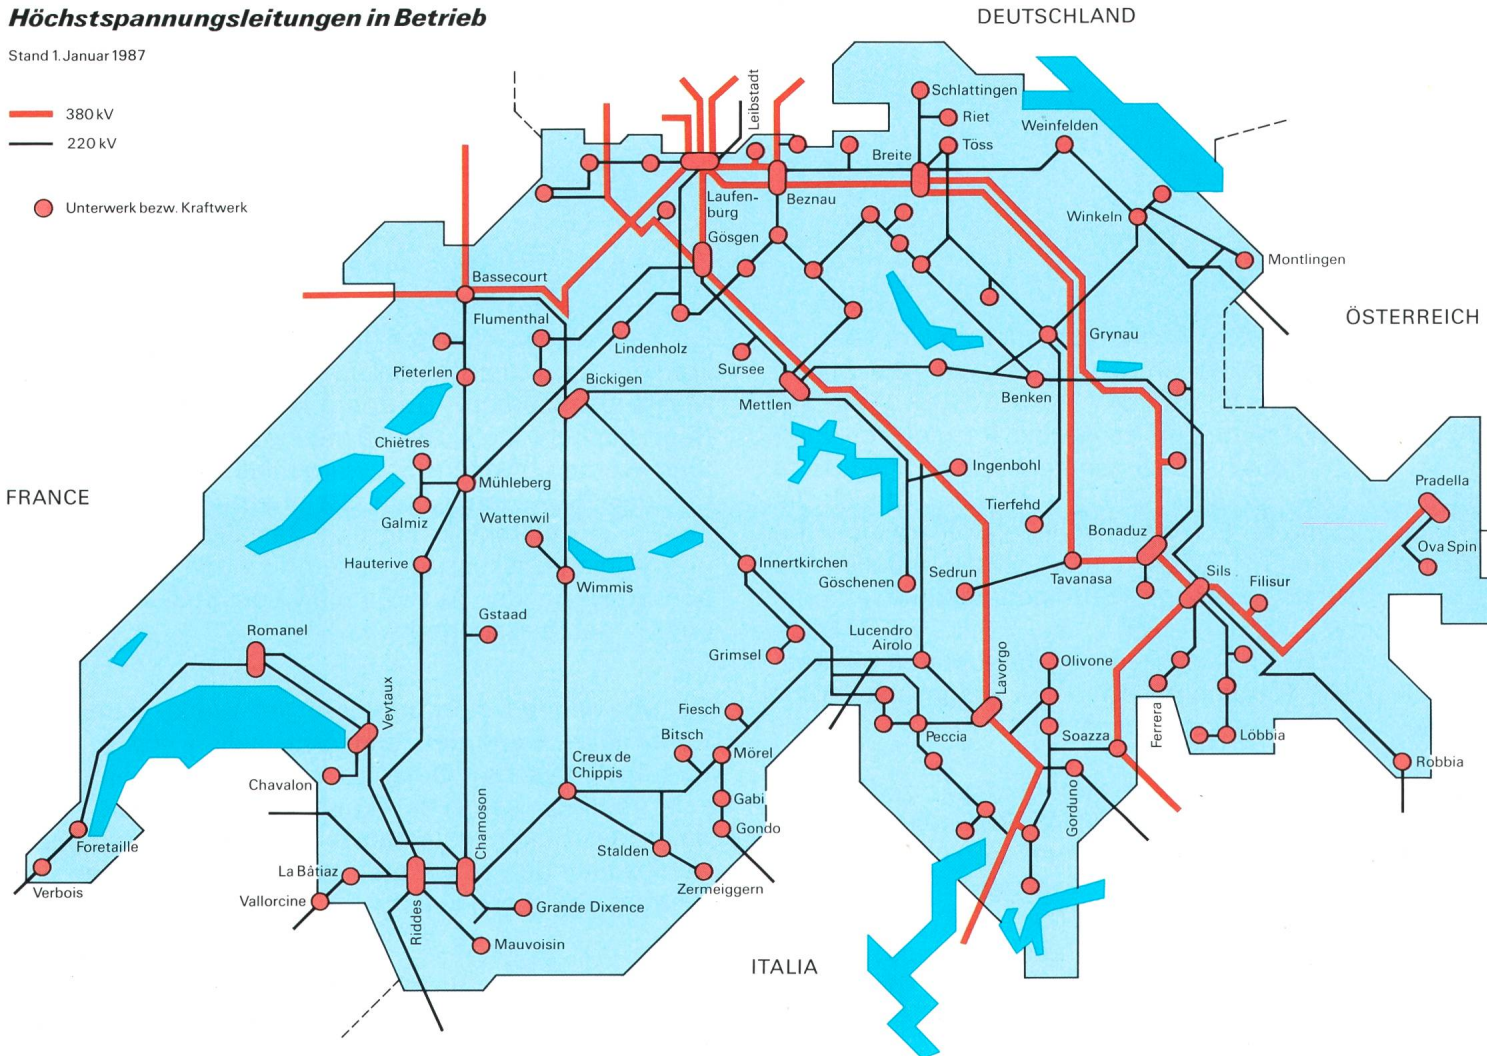 Höchstspannungsleitungen in Betrieb
Stand 1. Januar 1987
380 kV
220 kV
Unterwerk bezw. Kraftwerk
DEUTSCHLAND
ÖSTERREICH
FRANCE
ITALIA
Leibstadt
Schlattingen
Riet
Töss
Weinfelden
Breite
Laufen-
burg
Beznau
Gösgen
Winkeln
Montlingen
Bassecourt
Flumenthal
Lindenholz
Grynau
Pieterlen
Bickigen
Sursee
Mettlen
Benken
Chiètres
Mühleberg
Galmiz
Wattenwil
Ingenbohl
Tierfehd
Bonaduz
Pradella
Ova Spin
Hauterive
Wimmis
Innertkirchen
Göschenen
Sedrun
Tavanasa
Sils
Filisur
Gstaad
Romanel
Grimsel
Lucendro
Airolo
Lavorgo
Olivone
Veytaux
Fiesch
Bitsch
Mörel
Peccia
Soazza
Ferrera
Löbbia
Robbia
Chavalon
Creux de
Chippis
Gabi
Gondo
Gorduno
Foretaille
Verbois
Chamoson
Stalden
Zermeiggern
La Bâtiaz
Vallorcine
Riddes
Grande Dixence
Mauvoisin